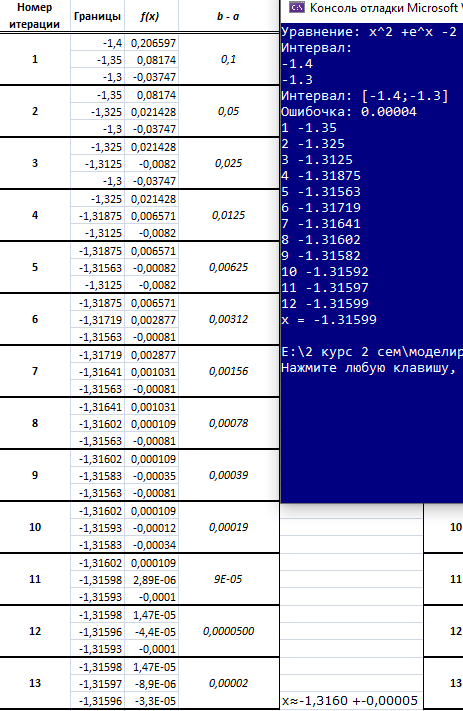 Номер итерации Границы f(x) b - a
1
-1,4 0,206597
-1,35 0,08174 0,1
-1,3 -0,03747
2
-1,35 0,08174
-1,325 0,021428 0,05
-1,3 -0,03747
3
-1,325 0,021428
-1,3125 -0,0082 0,025
-1,3 -0,03747
4
-1,325 0,021428
-1,31875 0,006571 0,0125
-1,3125 -0,0082
5
-1,31875 0,006571
-1,31563 -0,00082 0,00625
-1,3125 -0,0082
6
-1,31875 0,006571
-1,31719 0,002877 0,00312
-1,31563 -0,00081
7
-1,31719 0,002877
-1,31641 0,001031 0,00156
-1,31563 -0,00081
8
-1,31641 0,001031
-1,31602 0,000109 0,00078
-1,31563 -0,00081
9
-1,31602 0,000109
-1,31583 -0,00035 0,00039
-1,31563 -0,00081
10
-1,31602 0,000109
-1,31593 -0,00012 0,00019
-1,31583 -0,00034
11
-1,31602 0,000109
-1,31598 2,89E-06 9E-05
-1,31593 -0,0001
12
-1,31598 1,47E-05
-1,31596 -4,4E-05 0,0000500
-1,31593 -0,0001
13
-1,31598 1,47E-05
-1,31597 -8,9E-06 0,00002
-1,31596 -3,3E-05
Консоль отладки Microsoft V
Уравнение: x^2 +e^x -2
Интервал:
-1.4
-1.3
Интервал: [-1.4;-1.3]
Ошибочка: 0.00004
1 -1.35
2 -1.325
3 -1.3125
4 -1.31875
5 -1.31563
6 -1.31719
7 -1.31641
8 -1.31602
9 -1.31582
10 -1.31592
11 -1.31597
12 -1.31599
x = -1.31599
E:\2 курс 2 сем\моделир
Нажмите любую клавишу,
10
11
12
x≈-1,3160 +-0,00005 13